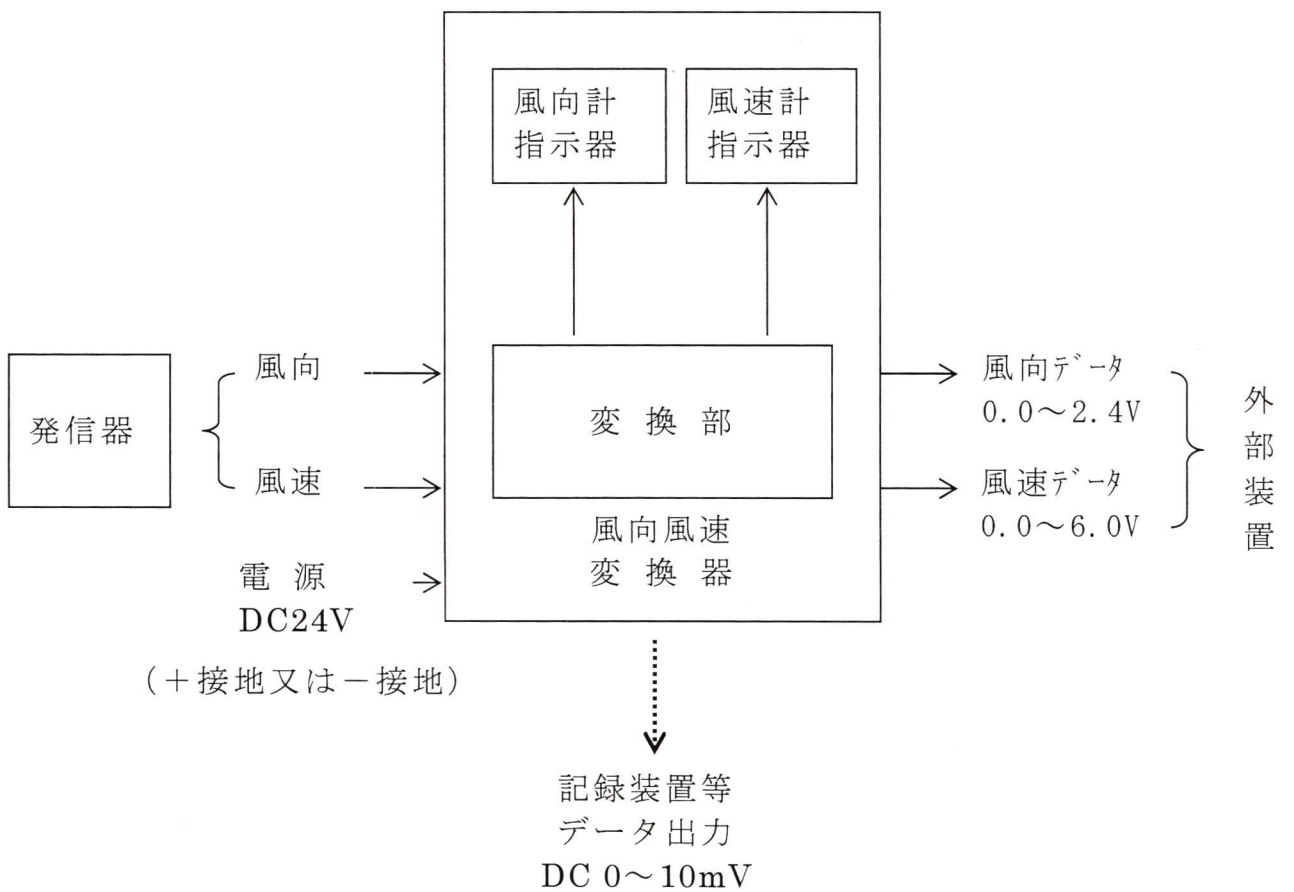 風向計
指示器
風速計
指示器
発信器
風向
風速
変換部
風向風速
変換器
電源
DC24V
(+接地又は−接地)
風向データ
0.0~2.4V
風速データ
0.0~6.0V
外部装置
記録装置等
データ出力
DC 0~10mV